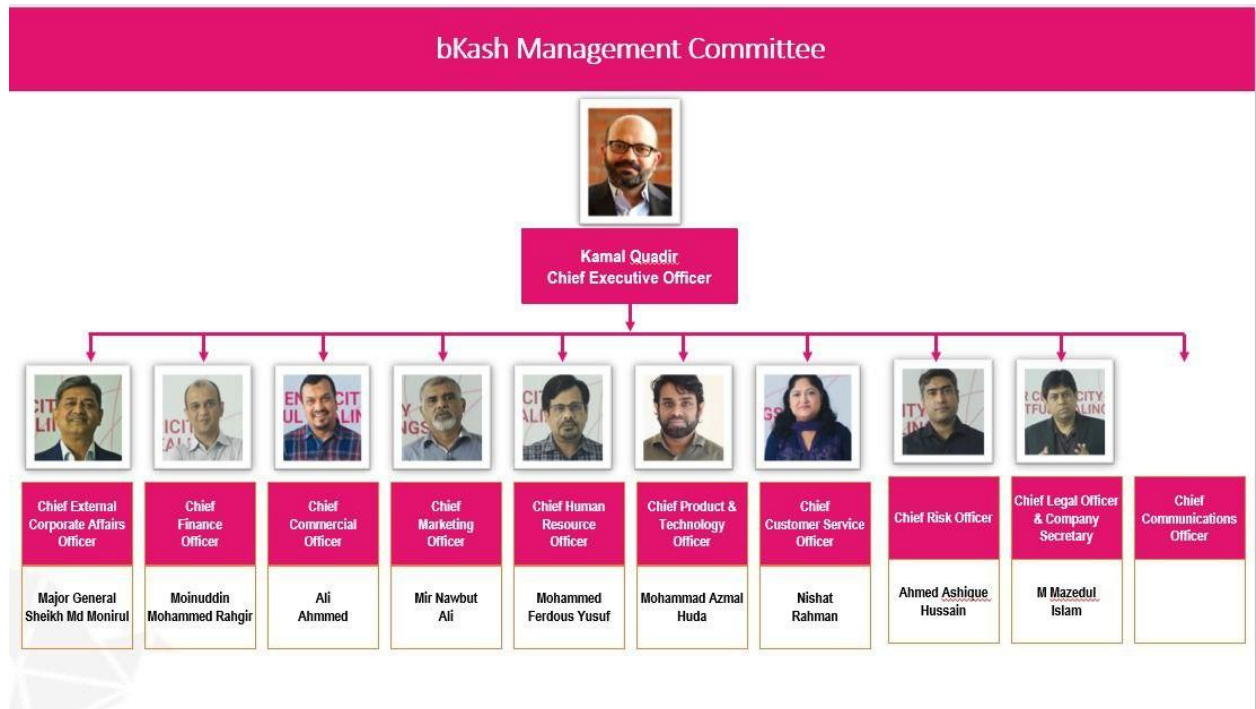 bKash Management Committee
Kamal Quadir
Chief Executive Officer
Chief External
Corporate Affairs
Officer
Major General
Sheikh Md Monirul
Chief
Finance
Officer
Moinuddin
Mohammed Rahgir
Chief
Commercial
Officer
Ali
Ahmmed
Chief
Marketing
Officer
Mir Nawbut
Ali
Chief Human
Resource
Officer
Mohammed
Ferdous Yusuf
Chief Product &
Technology
Officer
Mohammad Azmal
Huda
Chief
Customer Service
Officer
Nishat
Rahman
Chief Risk Officer
Ahmed Ashique
Hussain
Chief Legal Officer
& Company
Secretary
M Mazedul
Islam
Chief
Communications
Officer